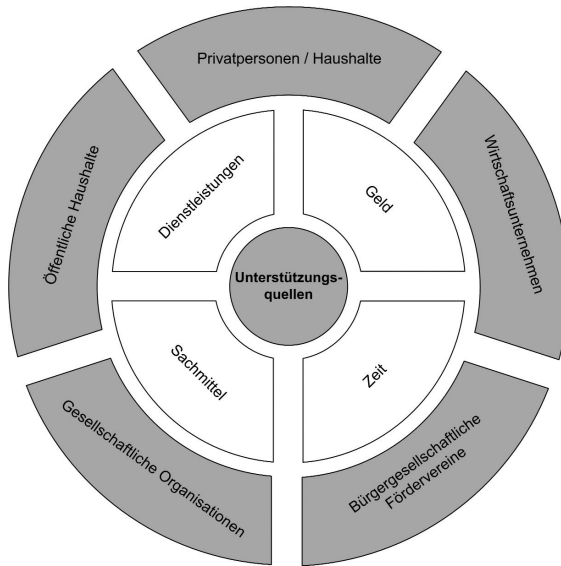 Privatpersonen / Haushalte
Wirtschaftsunternehmen
Bürgergesellschaftliche
Fördervereine
Gesellschaftliche Organisationen
Öffentliche Haushalte
Dienstleistungen
Geld
Zeit
Sachmittel
Unterstützungs-
quellen